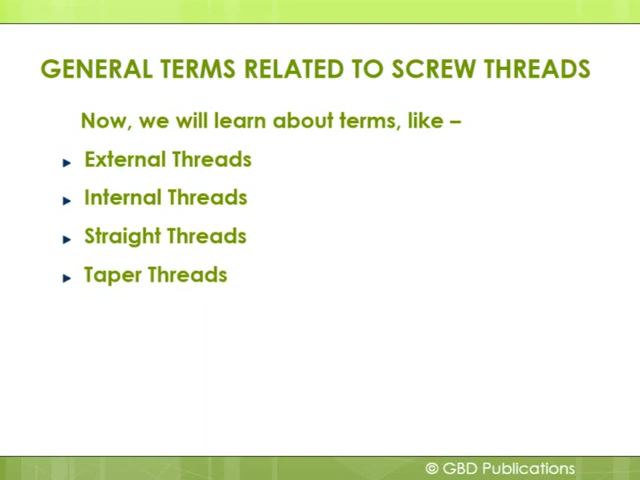 GENERAL TERMS RELATED TO SCREW THREADS
Now, we will learn about terms, like –
External Threads
Internal Threads
Straight Threads
Taper Threads
© GBD Publications